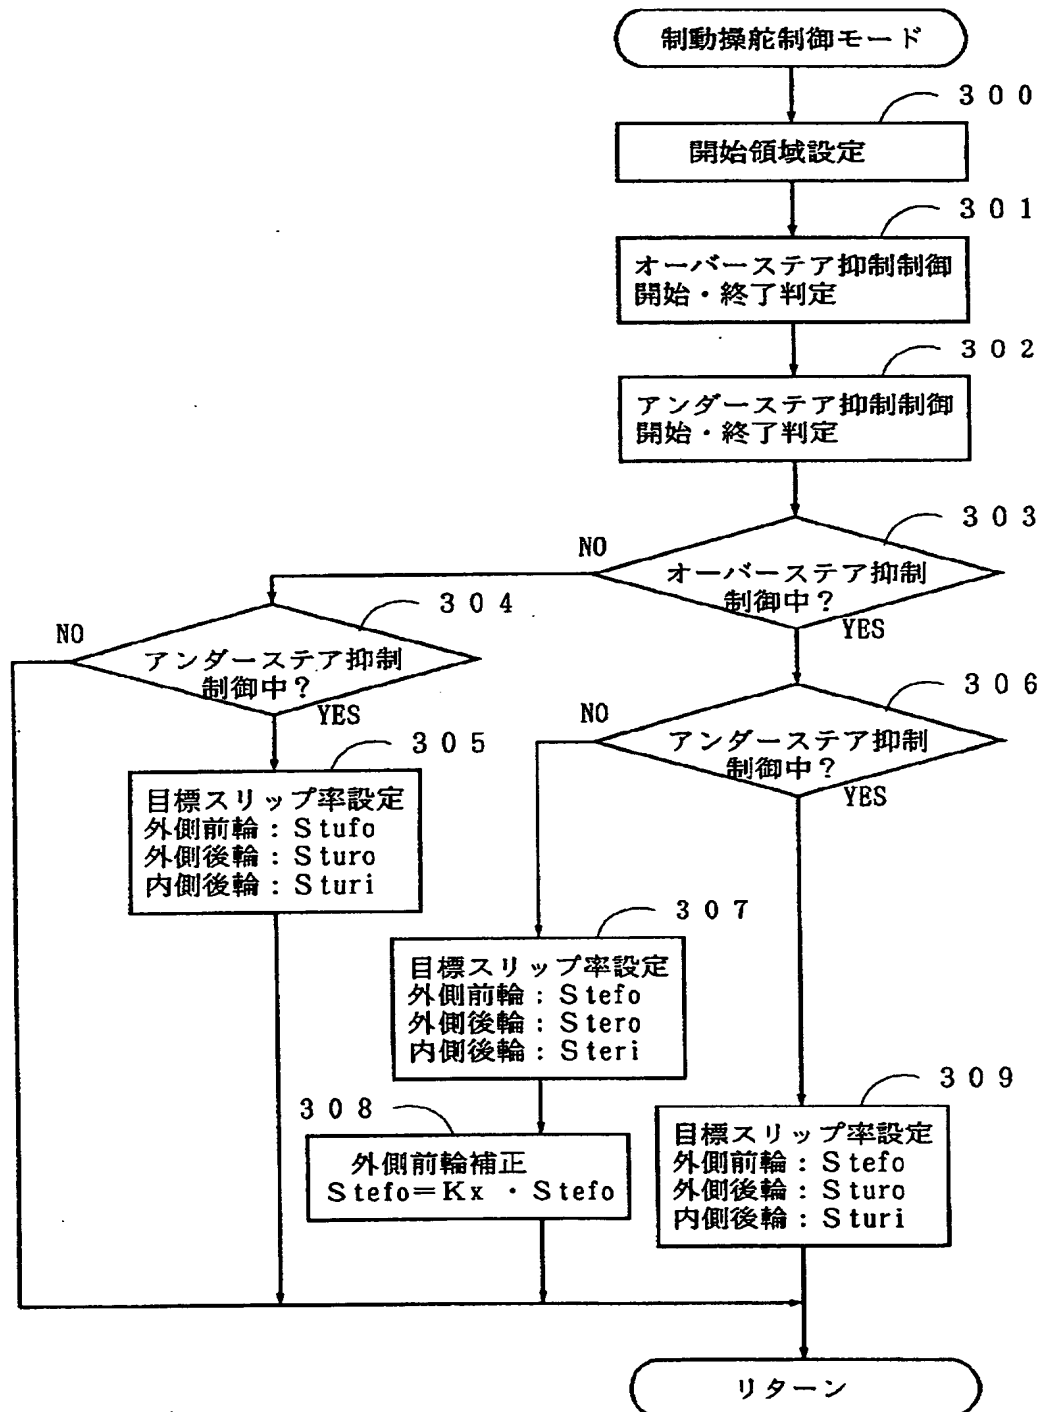 制動操舵制御モード
300
開始領域設定
301
オーバーステア抑制制御
開始・終了判定
302
アンダーステア抑制制御
開始・終了判定
303
オーバーステア抑制
制御中？
NO
YES
304
アンダーステア抑制
制御中？
NO
YES
305
目標スリップ率設定
外側前輪：Stufo
外側後輪：Sturo
内側後輪：Sturi
306
アンダーステア抑制
制御中？
NO
YES
307
目標スリップ率設定
外側前輪：Stefo
外側後輪：Stero
内側後輪：Steri
308
外側前輪補正
Stefo＝Kx・Stefo
309
目標スリップ率設定
外側前輪：Stefo
外側後輪：Sturo
内側後輪：Sturi
リターン